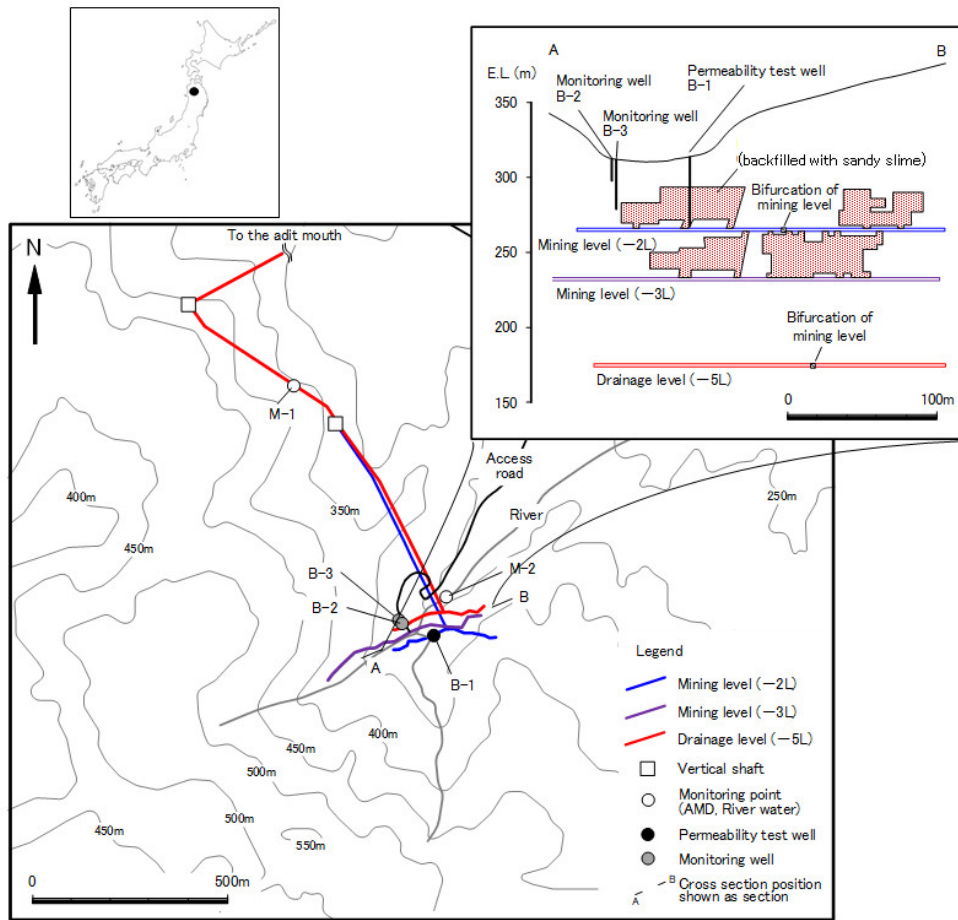 A
B
E.L (m)
Monitoring well
B-2
Permeability test well
B-1
350
Monitoring well
B-3
(backfilled with sandy slime)
300
Bifurcation of
mining level
Mining level (-2L)
250
Mining level (-3L)
200
Bifurcation of
mining level
Drainage level (-5L)
150
0
100m
N
To the adit mouth
M-1
Access
road
400m
450m
350m
250m
River
B-3
M-2
B-2
B
A
B-1
400m
450m
500m
500m
450m
550m
0
500m
Legend
Mining level (-2L)
Mining level (-3L)
Drainage level (-5L)
Vertical shaft
Monitoring point
(AMD, River water)
Permeability test well
Monitoring well
B
Cross section position
A
shown as section